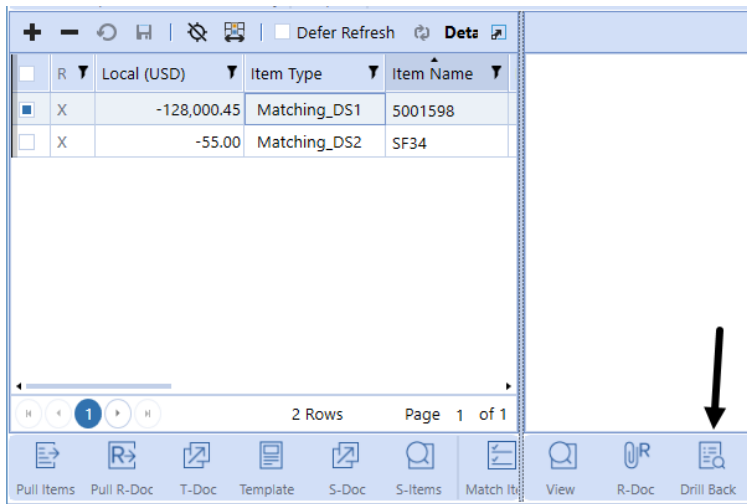 Defer Refresh Deta
R Local (USD) Item Type Item Name
X -128,000.45 Matching_DS1 5001598
X -55.00 Matching_DS2 SF34
1 2 Rows Page 1 of 1
Pull Items Pull R-Doc T-Doc Template S-Doc S-Items Match Ite View R-Doc Drill Back